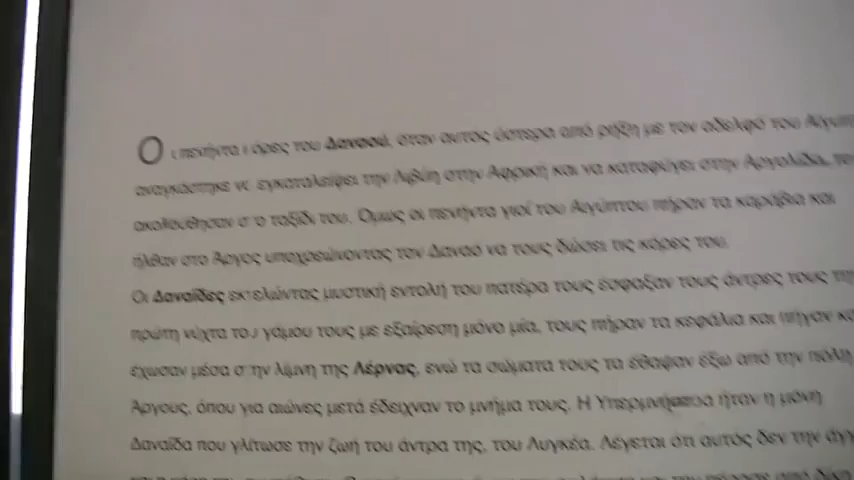 Οι πενήντα κόρες του Δαναού, όταν αυτός ύστερα από ρήξη με τον αδελφό του
αναγκάστηκε να εγκαταλείψει την Λιβύη στην Αφρική και να καταφύγει στην Αργολίδα,
ακολούθησαν στο ταξίδι του. Όμως οι πενήντα γιοί του Αιγύπτου πήραν τα καράβια και
ήλθαν στο Άργος υποχρεώνοντας τον Δαναό να τους δώσει τις κόρες του.
Οι Δαναΐδες εκτελώντας μυστική εντολή του πατέρα τους έσφαξαν τους άντρες τους
πρώτη νύχτα του γάμου τους με εξαίρεση μόνο μία, τους πήραν τα κεφάλια και πήγαν
έχωσαν μέσα στην λίμνη της Λέρνας, ενώ τα σώματα τους τα έθαψαν έξω από την πόλη
Άργους, όπου για αιώνες μετά έδειχναν το μνήμα τους. Η Υπερμνήστρα ήταν η μόνη
Δαναΐδα που γλίτωσε την ζωή του άντρα της, του Λυγκέα. Λέγεται ότι αυτός δεν την